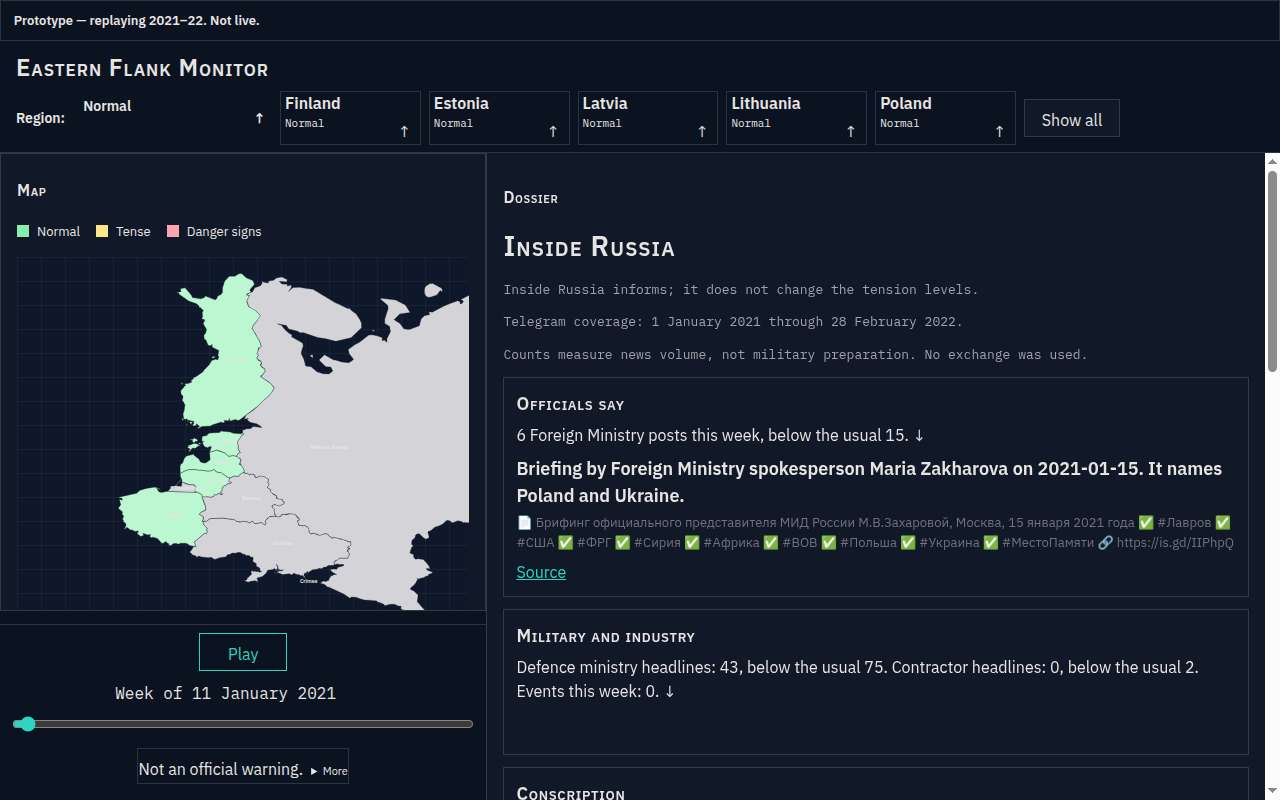 Prototype — replaying 2021–22. Not live.
Eastern Flank Monitor
Region:
Normal
↑
Finland
Normal
↑
Estonia
Normal
↑
Latvia
Normal
↑
Lithuania
Normal
↑
Poland
Normal
↑
Show all
Map
Normal
Tense
Danger signs
Crimea
Play
Week of 11 January 2021
Not an official warning. ▸ More
Dossier
Inside Russia
Inside Russia informs; it does not change the tension levels.
Telegram coverage: 1 January 2021 through 28 February 2022.
Counts measure news volume, not military preparation. No exchange was used.
Officials say
6 Foreign Ministry posts this week, below the usual 15. ↓
Briefing by Foreign Ministry spokesperson Maria Zakharova on 2021-01-15. It names
Poland and Ukraine.
📄 Брифинг официального представителя МИД России М.В.Захаровой, Москва, 15 января 2021 года ✅ #Лавров ✅
#США ✅ #ФРГ ✅ #Сирия ✅ #Африка ✅ #ВОВ ✅ #Польша ✅ #Украина ✅ #МестоПамяти 🔗 https://is.gd/IIPhpQ
Source
Military and industry
Defence ministry headlines: 43, below the usual 75. Contractor headlines: 0, below the usual 2.
Events this week: 0. ↓
Conscription